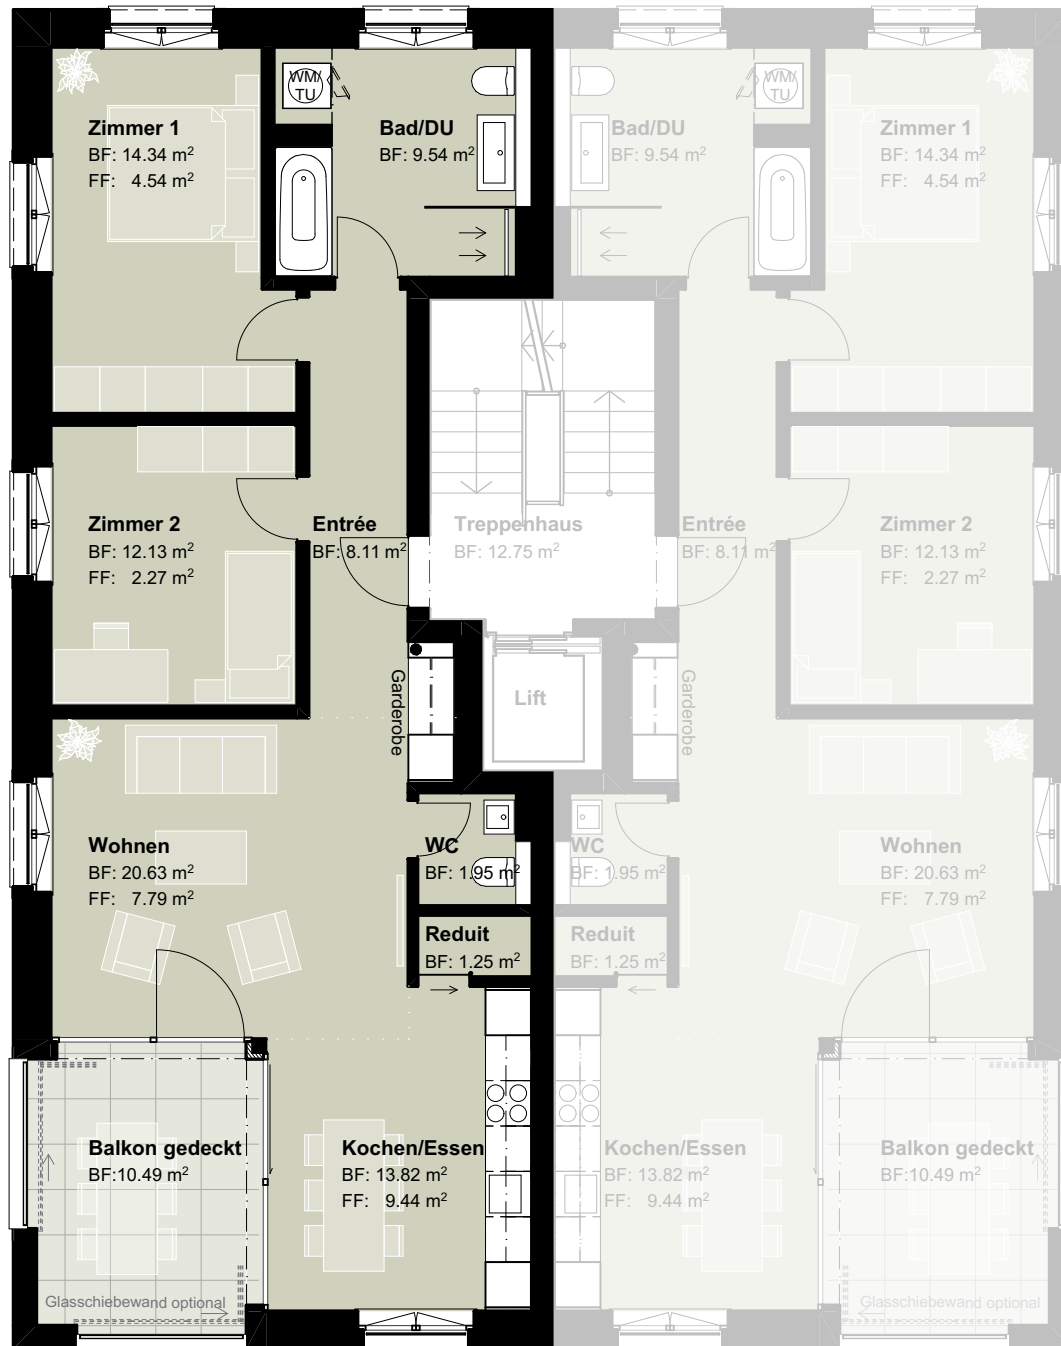 WM/
TU
Zimmer 1
BF: 14.34 m²
FF: 4.54 m²
Bad/DU
BF: 9.54 m²
Bad/DU
BF: 9.54 m²
WM/
TU
Zimmer 1
BF: 14.34 m²
FF: 4.54 m²
Zimmer 2
BF: 12.13 m²
FF: 2.27 m²
Entrée
BF: 8.11 m²
Treppenhaus
BF: 12.75 m²
Entrée
BF: 8.11 m²
Zimmer 2
BF: 12.13 m²
FF: 2.27 m²
Garderobe
Lift
Garderobe
Wohnen
BF: 20.63 m²
FF: 7.79 m²
WC
BF: 1.95 m²
WC
BF: 1.95 m²
Wohnen
BF: 20.63 m²
FF: 7.79 m²
Reduit
BF: 1.25 m²
Reduit
BF: 1.25 m²
Balkon gedeckt
BF:10.49 m²
Kochen/Essen
BF: 13.82 m²
FF: 9.44 m²
Kochen/Essen
BF: 13.82 m²
FF: 9.44 m²
Balkon gedeckt
BF:10.49 m²
Glasschiebewand optional
Glasschiebewand optional